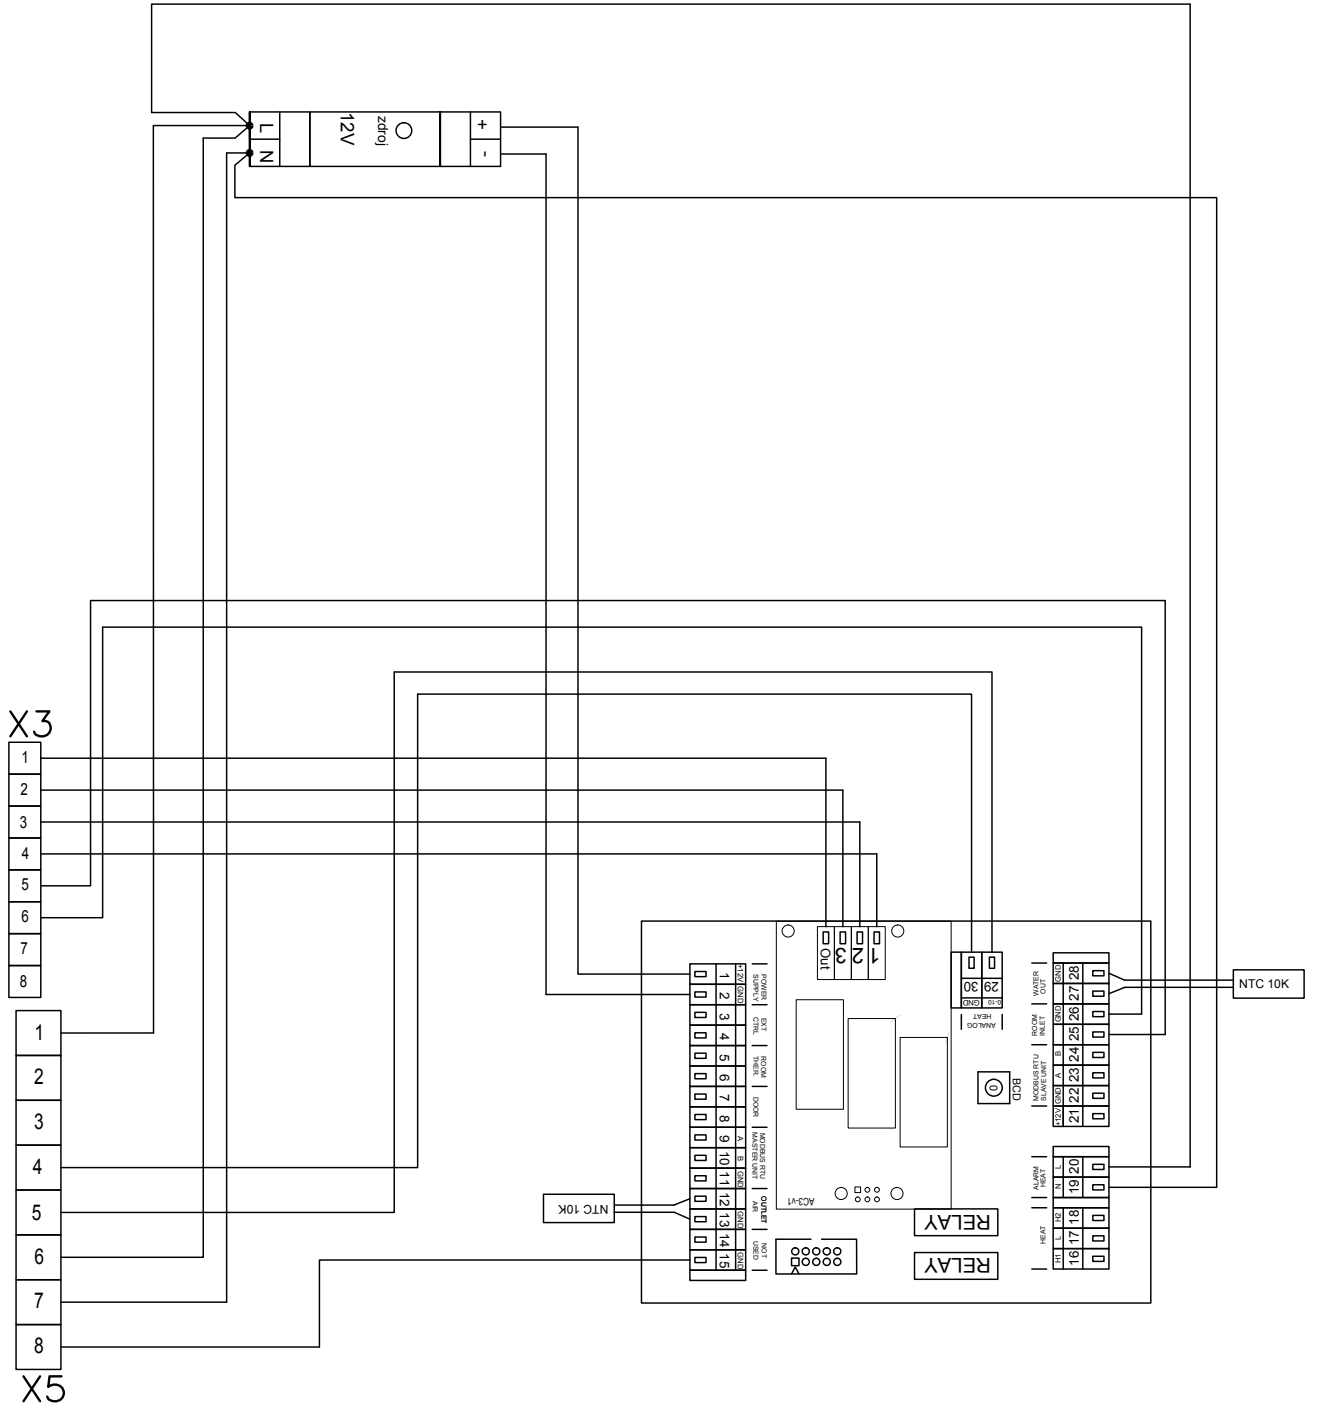 L
N
12V
zdroj
+
-
X3
1
2
3
4
5
6
7
8
1
2
3
4
5
6
7
8
X5
Out
3
2
1
30
29
GND
0-10
ANALOG
HEAT
1
2
3
4
5
6
7
8
9
10
11
12
13
14
15
+12V
GND
A
B
GND
GND
GND
POWER
SUPPLY
EXT
CTRL
ROOM
THER.
DOOR
MODBUS RTU
MASTER UNIT
OUTLET
AIR
NOT
USED
NTC 10K
AC3-v1
BCD
0
RELAY
RELAY
WATER
OUT
ROOM
INLET
MODBUS RTU
SLAVE UNIT
GND
GND
B
A
GND
+12V
28
27
26
25
24
23
22
21
NTC 10K
ALARM
HEAT
L
N
20
19
HEAT
H2
L
H1
18
17
16